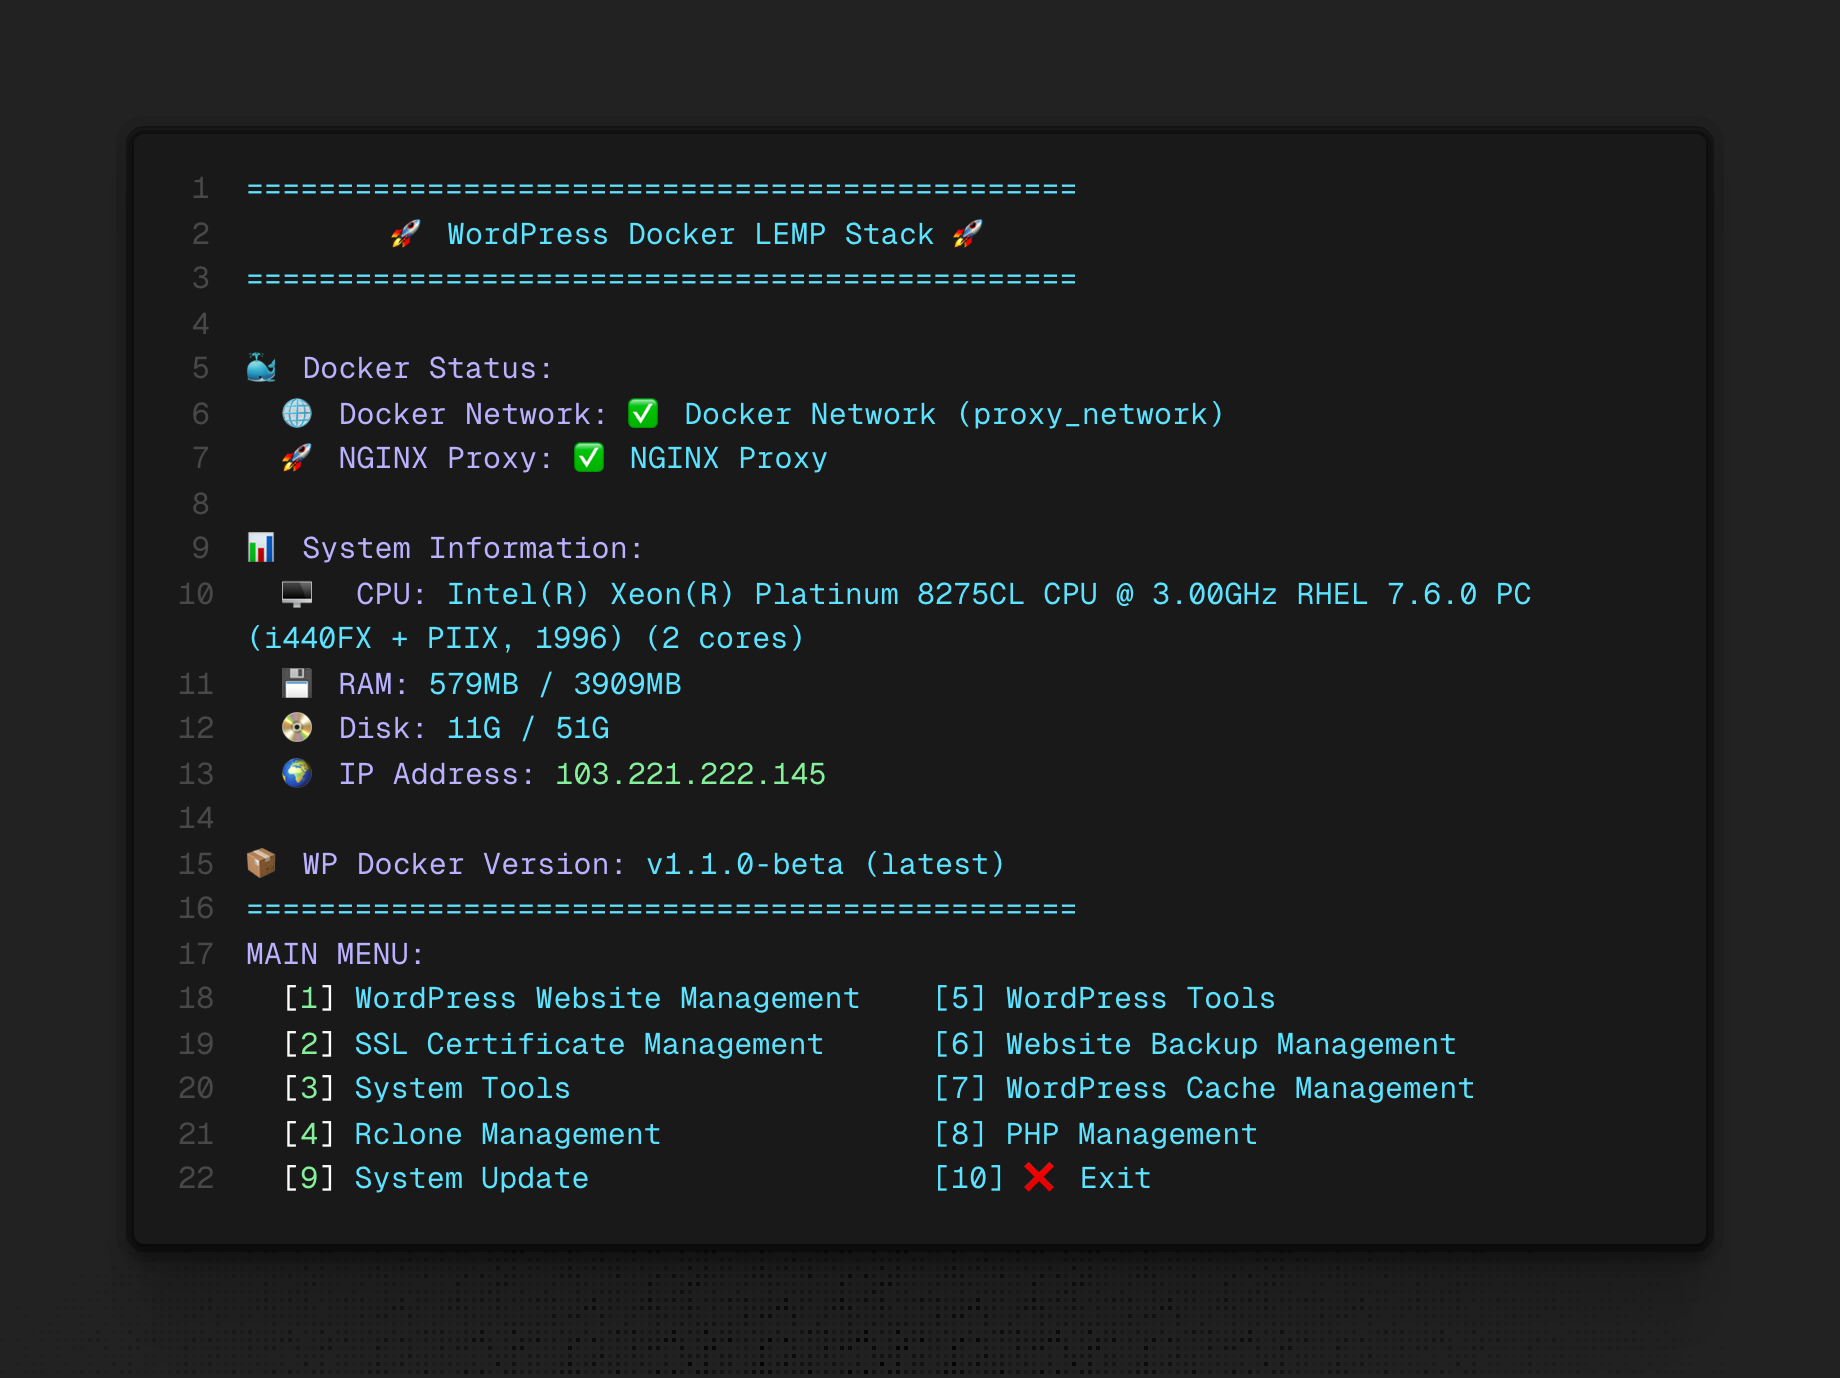 1 ==============================================
2 🚀 WordPress Docker LEMP Stack 🚀
3 ==============================================
4
5 🐳 Docker Status:
6 🌐 Docker Network: ✅ Docker Network (proxy_network)
7 🚀 NGINX Proxy: ✅ NGINX Proxy
8
9 📊 System Information:
10 🖥️ CPU: Intel(R) Xeon(R) Platinum 8275CL CPU @ 3.00GHz RHEL 7.6.0 PC
(i440FX + PIIX, 1996) (2 cores)
11 💾 RAM: 579MB / 3909MB
12 📀 Disk: 11G / 51G
13 🌍 IP Address: 103.221.222.145
14
15 📦 WP Docker Version: v1.1.0-beta (latest)
16 ==============================================
17 MAIN MENU:
18 [1] WordPress Website Management [5] WordPress Tools
19 [2] SSL Certificate Management [6] Website Backup Management
20 [3] System Tools [7] WordPress Cache Management
21 [4] Rclone Management [8] PHP Management
22 [9] System Update [10] ❌ Exit